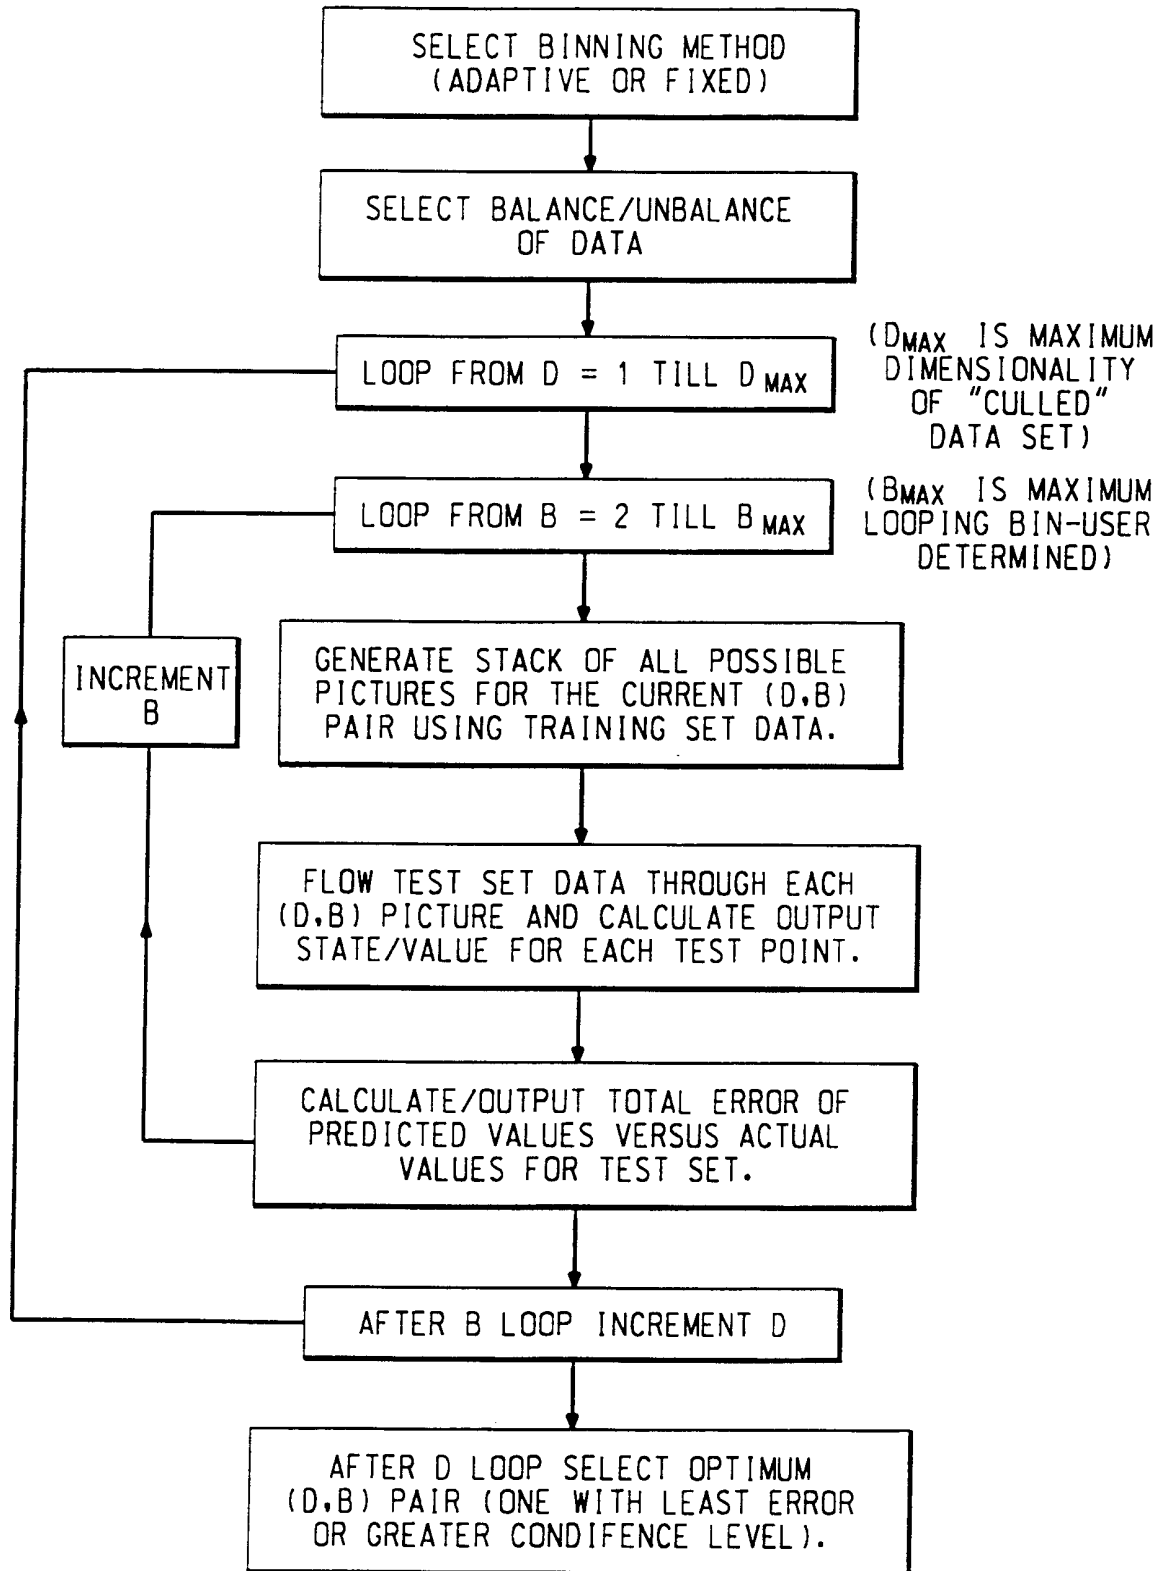 SELECT BINNING METHOD
(ADAPTIVE OR FIXED)
SELECT BALANCE/UNBALANCE
OF DATA
LOOP FROM D = 1 TILL DMAX
(DMAX IS MAXIMUM
DIMENSIONALITY
OF "CULLED"
DATA SET)
LOOP FROM B = 2 TILL BMAX
(BMAX IS MAXIMUM
LOOPING BIN-USER
DETERMINED)
INCREMENT
B
GENERATE STACK OF ALL POSSIBLE
PICTURES FOR THE CURRENT (D,B)
PAIR USING TRAINING SET DATA.
FLOW TEST SET DATA THROUGH EACH
(D,B) PICTURE AND CALCULATE OUTPUT
STATE/VALUE FOR EACH TEST POINT.
CALCULATE/OUTPUT TOTAL ERROR OF
PREDICTED VALUES VERSUS ACTUAL
VALUES FOR TEST SET.
AFTER B LOOP INCREMENT D
AFTER D LOOP SELECT OPTIMUM
(D,B) PAIR (ONE WITH LEAST ERROR
OR GREATER CONDIFENCE LEVEL).